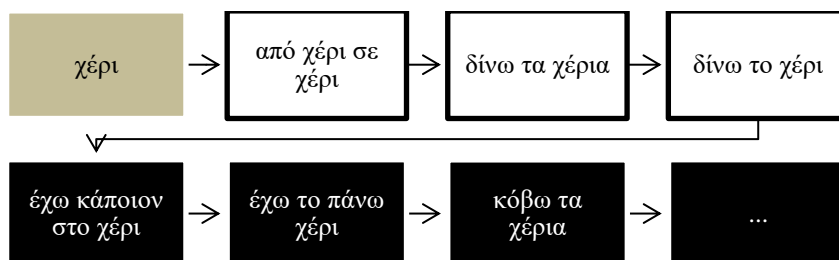 χέρι
από χέρι σε
χέρι
δίνω τα χέρια
δίνω το χέρι
έχω κάποιον
στο χέρι
έχω το πάνω
χέρι
κόβω τα
χέρια
...